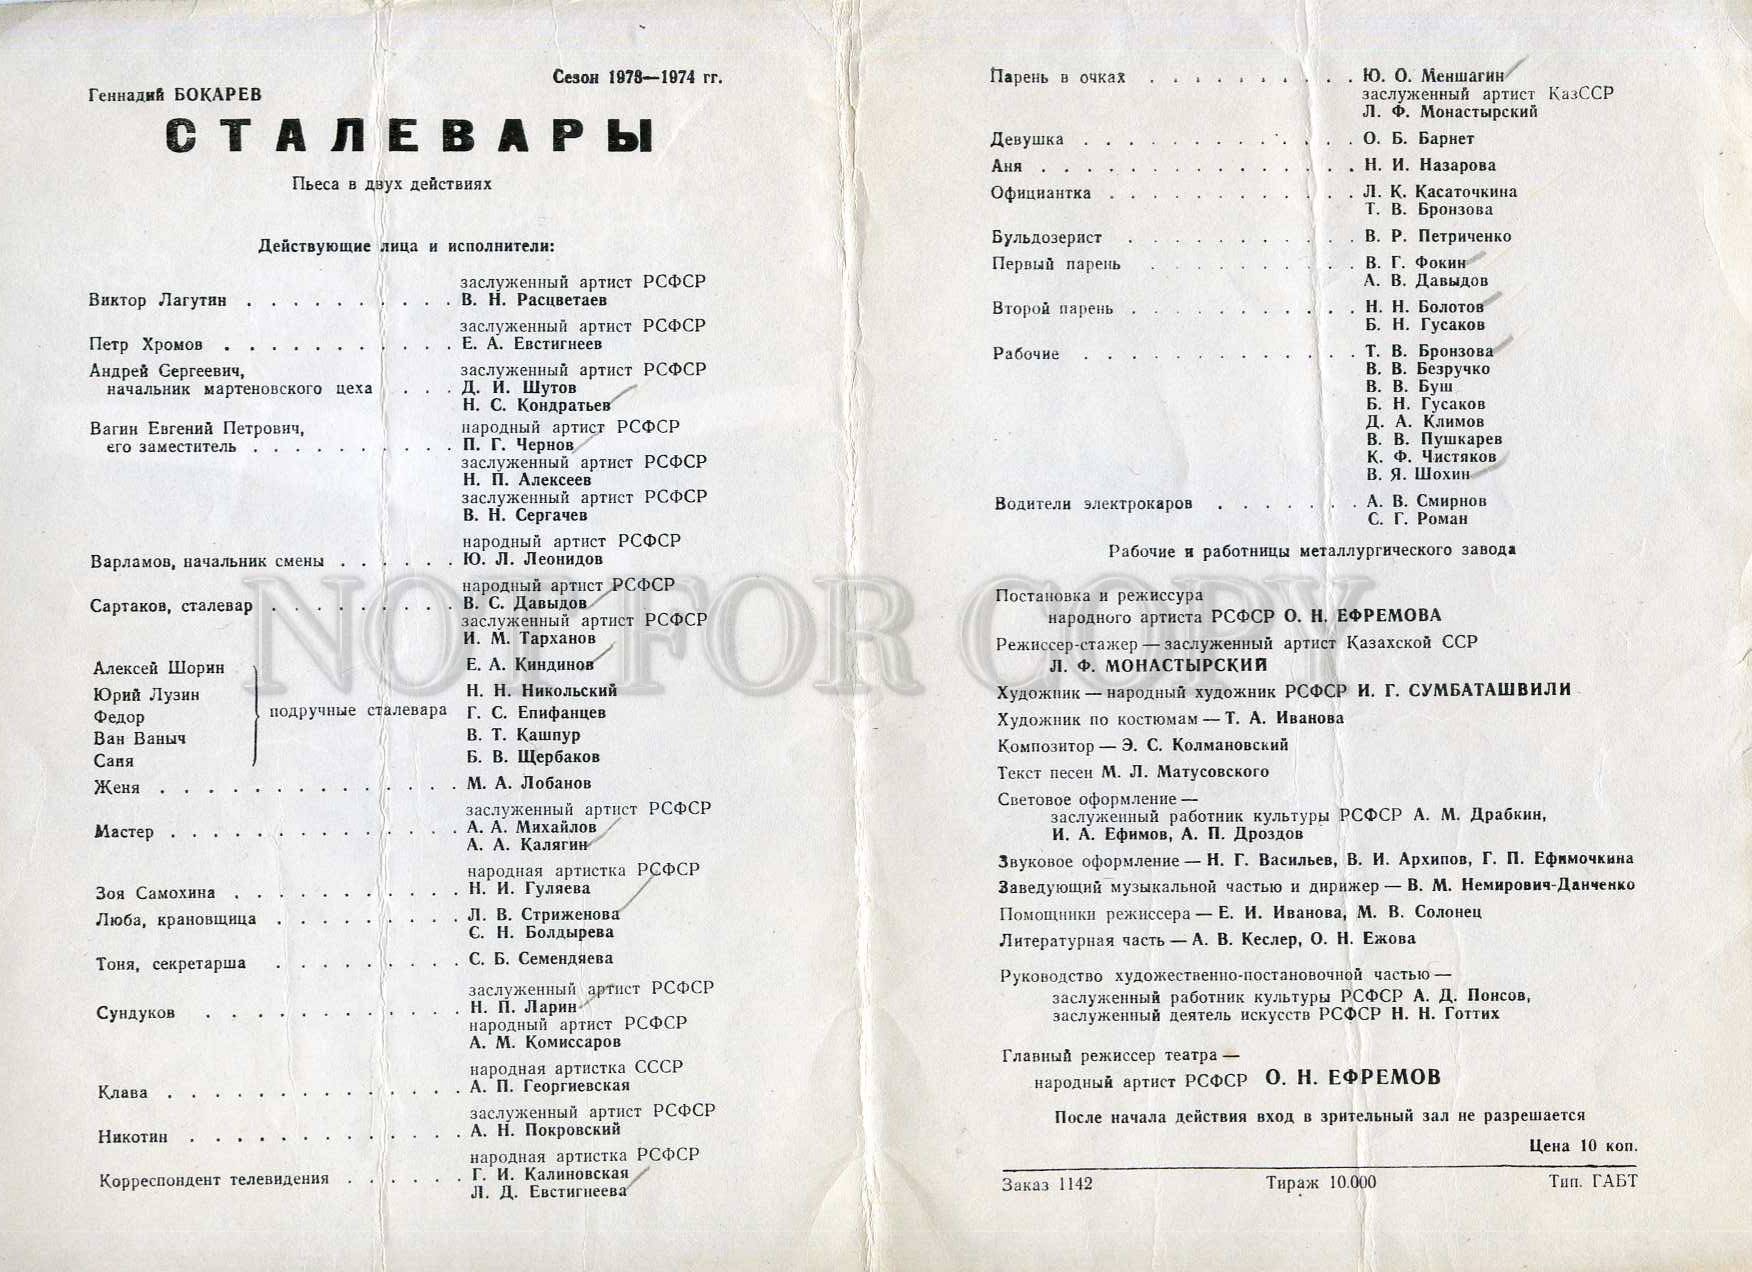 Сезон 1973—1974 гг.
Геннадий БОКАРЕВ
СТАЛЕВАРЫ
Пьеса в двух действиях
Действующие лица и исполнители:
заслуженный артист РСФСР
Виктор Лагутин . . . . . . . . . . В. Н. Расцветаев
заслуженный артист РСФСР
Петр Хромов . . . . . . . . . . . Е. А. Евстигнеев
Андрей Сергеевич, заслуженный артист РСФСР
начальник мартеновского цеха . . . Д. И. Шутов
Н. С. Кондратьев
Вагин Евгений Петрович, народный артист РСФСР
его заместитель . . . . . . . . . . П. Г. Чернов
заслуженный артист РСФСР
Н. П. Алексеев
заслуженный артист РСФСР
В. Н. Сергачев
народный артист РСФСР
Варламов, начальник смены . . . . . . Ю. Л. Леонидов
народный артист РСФСР
Сартаков, сталевар . . . . . . . . . В. С. Давыдов
заслуженный артист РСФСР
И. М. Тарханов
Алексей Шорин Е. А. Киндинов
Юрий Лузин Н. Н. Никольский
Федор подручные сталевара Г. С. Епифанцев
Ван Ваныч В. Т. Кашпур
Саня Б. В. Щербаков
Женя . . . . . . . . . . . . . . М. А. Лобанов
заслуженный артист РСФСР
Мастер . . . . . . . . . . . . . . А. А. Михайлов
А. А. Калягин
народная артистка РСФСР
Зоя Самохина . . . . . . . . . . . Н. И. Гуляева
Люба, крановщица . . . . . . . . . Л. В. Стриженова
С. Н. Болдырева
Тоня, секретарша . . . . . . . . . С. Б. Семендяева
заслуженный артист РСФСР
Сундуков . . . . . . . . . . . . Н. П. Ларин
народный артист РСФСР
А. М. Комиссаров
народная артистка СССР
Клава . . . . . . . . . . . . . . А. П. Георгиевская
заслуженный артист РСФСР
Никотин . . . . . . . . . . . . . А. Н. Покровский
народная артистка РСФСР
Корреспондент телевидения . . . . . . Г. И. Калиновская
Л. Д. Евстигнеева
Парень в очках . . . . . . . . . . Ю. О. Меншагин
заслуженный артист КазССР
Л. Ф. Монастырский
Девушка . . . . . . . . . . . . . О. Б. Барнет
Аня . . . . . . . . . . . . . . . Н. И. Назарова
Официантка . . . . . . . . . . . . Л. К. Касаточкина
Т. В. Бронзова
Бульдозерист . . . . . . . . . . . В. Р. Петриченко
Первый парень . . . . . . . . . . В. Г. Фокин
А. В. Давыдов
Второй парень . . . . . . . . . . . Н. Н. Болотов
Б. Н. Гусаков
Рабочие . . . . . . . . . . . . . Т. В. Бронзова
В. В. Безручко
В. В. Буш
Б. Н. Гусаков
Д. А. Климов
В. В. Пушкарев
К. Ф. Чистяков
В. Я. Шохин
Водители электрокаров . . . . . . . А. В. Смирнов
С. Г. Роман
Рабочие и работницы металлургического завода
Постановка и режиссура
народного артиста РСФСР О. Н. ЕФРЕМОВА
Режиссер-стажер — заслуженный артист Казахской ССР
Л. Ф. МОНАСТЫРСКИЙ
Художник — народный художник РСФСР И. Г. СУМБАТАШВИЛИ
Художник по костюмам — Т. А. Иванова
Композитор — Э. С. Колмановский
Текст песен М. Л. Матусовского
Световое оформление —
заслуженный работник культуры РСФСР А. М. Драбкин,
И. А. Ефимов, А. П. Дроздов
Звуковое оформление — Н. Г. Васильев, В. И. Архипов, Г. П. Ефимочкина
Заведующий музыкальной частью и дирижер — В. М. Немирович-Данченко
Помощники режиссера — Е. И. Иванова, М. В. Солонец
Литературная часть — А. В. Кеслер, О. Н. Ежова
Руководство художественно-постановочной частью —
заслуженный работник культуры РСФСР А. Д. Понсов,
заслуженный деятель искусств РСФСР Н. Н. Готтих
Главный режиссер театра —
народный артист РСФСР О. Н. ЕФРЕМОВ
После начала действия вход в зрительный зал не разрешается
Цена 10 коп.
Заказ 1142 Тираж 10.000 Тип. ГАБТ
NOT FOR COPY